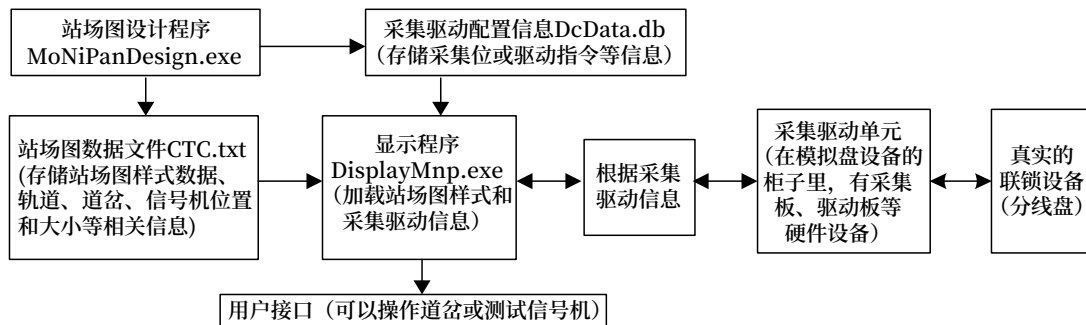 站场图设计程序
MoNiPanDesign.exe
采集驱动配置信息DcData.db
（存储采集位或驱动指令等信息）
站场图数据文件CTC.txt
(存储站场图样式数据、
轨道、道岔、信号机位置
和大小等相关信息)
显示程序
DisplayMnp.exe
（加载站场图样式和
采集驱动信息）
根据采集
驱动信息
采集驱动单元
（在模拟盘设备的
柜子里，有采集
板、驱动板等
硬件设备）
真实的
联锁设备
（分线盘）
用户接口（可以操作道岔或测试信号机）